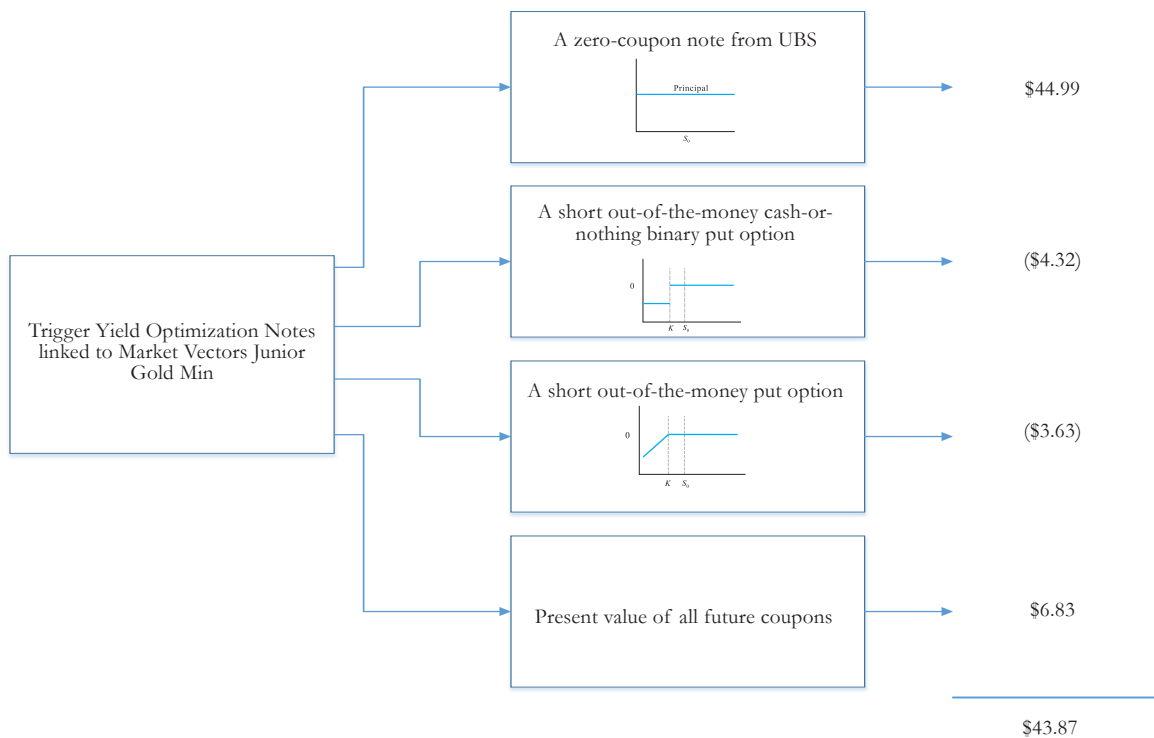 A zero-coupon note from UBS
Principal
S₀
$44.99
A short out-of-the-money cash-or-
nothing binary put option
0
K S₀
($4.32)
Trigger Yield Optimization Notes
linked to Market Vectors Junior
Gold Min
A short out-of-the-money put option
0
K S₀
($3.63)
Present value of all future coupons
$6.83
$43.87